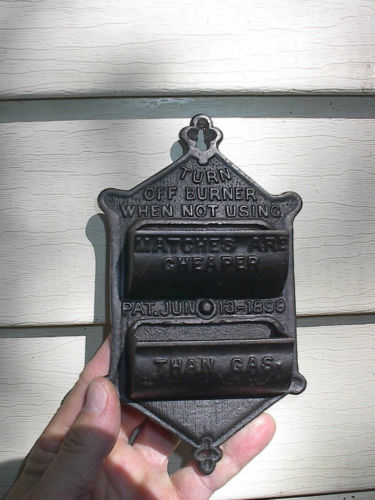 TURN
OFF BURNER
WHEN NOT USING
MATCHES ARE
CHEAPER
PAT. JUN 13-1899
THAN GAS.